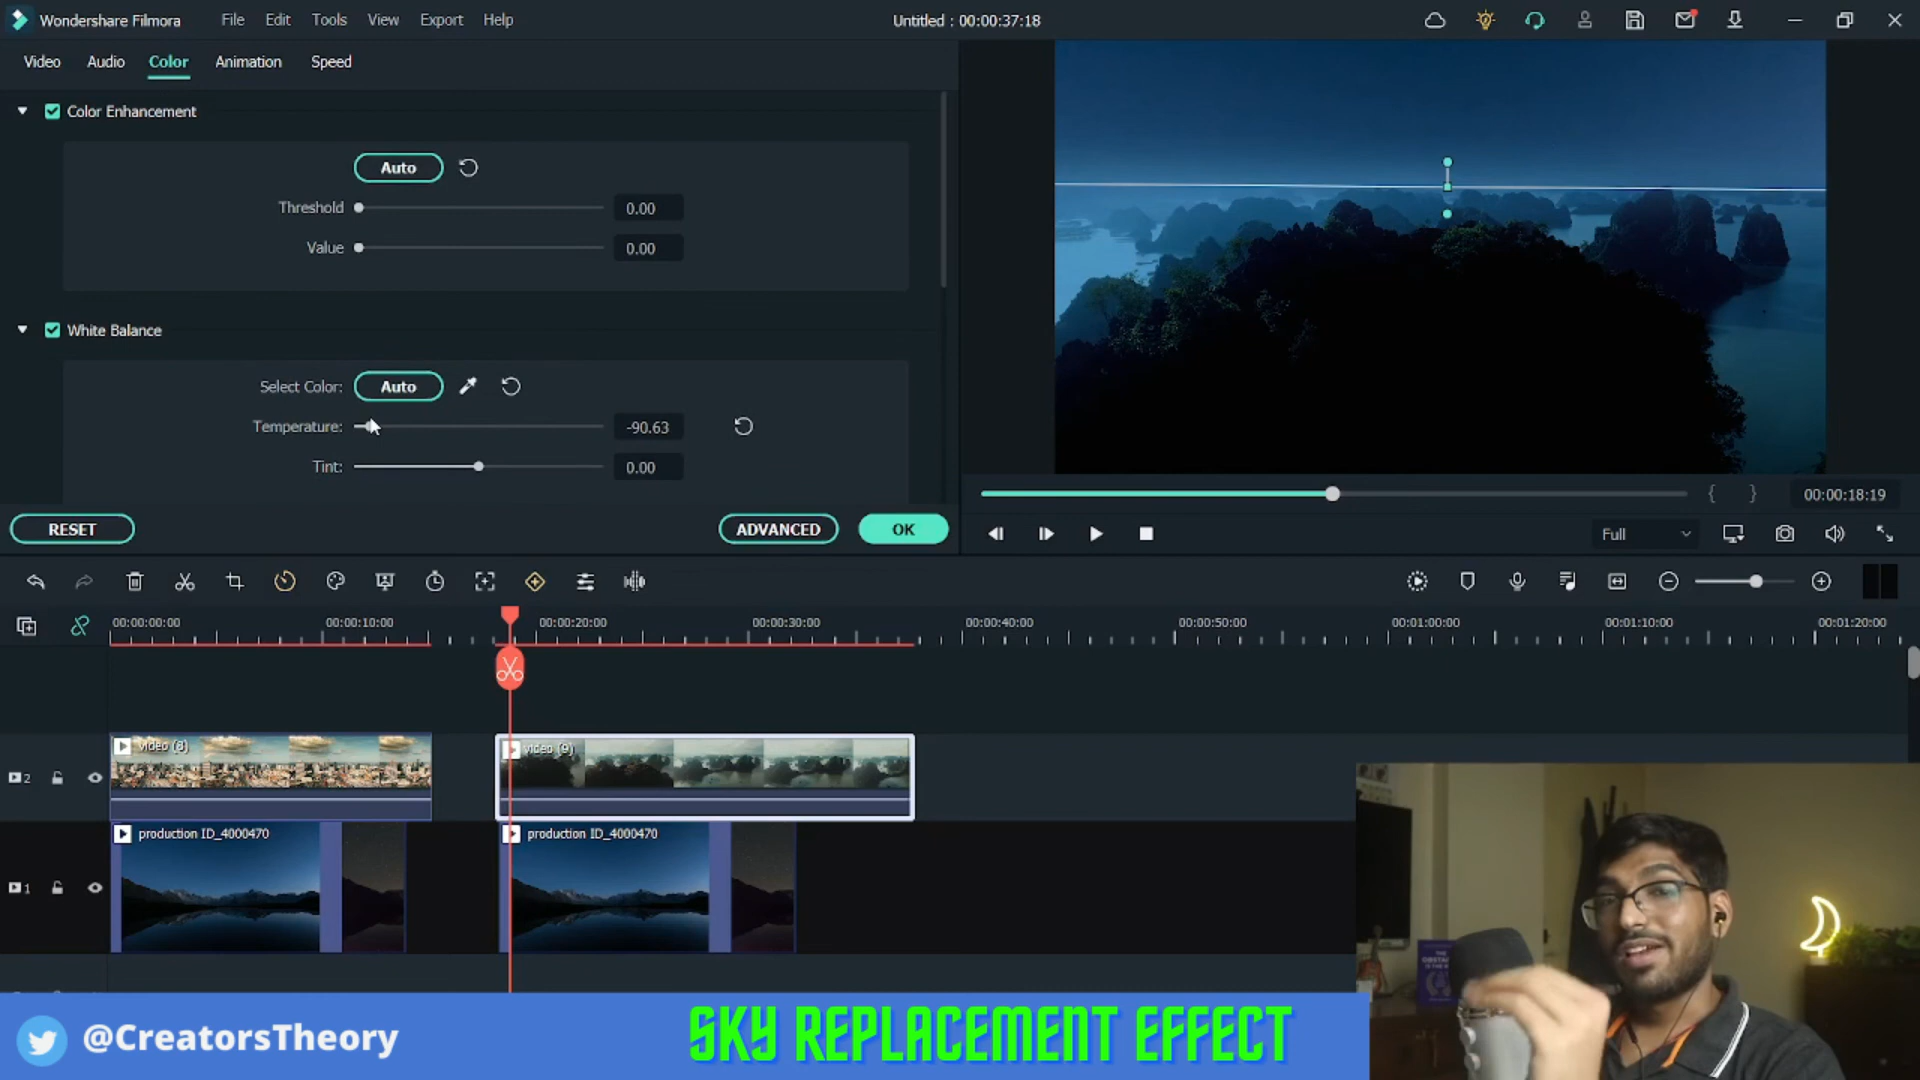 Wondershare Filmora File Edit Tools View Export Help Untitled : 00:00:37:18
Video Audio Color Animation Speed
Color Enhancement
Auto
Threshold 0.00
Value 0.00
White Balance
Select Color: Auto
Temperature: -90.63
Tint: 0.00
RESET ADVANCED OK
{ } 00:00:18:19
Full
00:00:00:00 00:00:10:00 00:00:20:00 00:00:30:00 00:00:40:00 00:00:50:00 00:01:00:00 00:01:10:00 00:01:20:00
2 video (8) video (9)
production ID_4000470 production ID_4000470
1
@CreatorsTheory SKY REPLACEMENT EFFECT